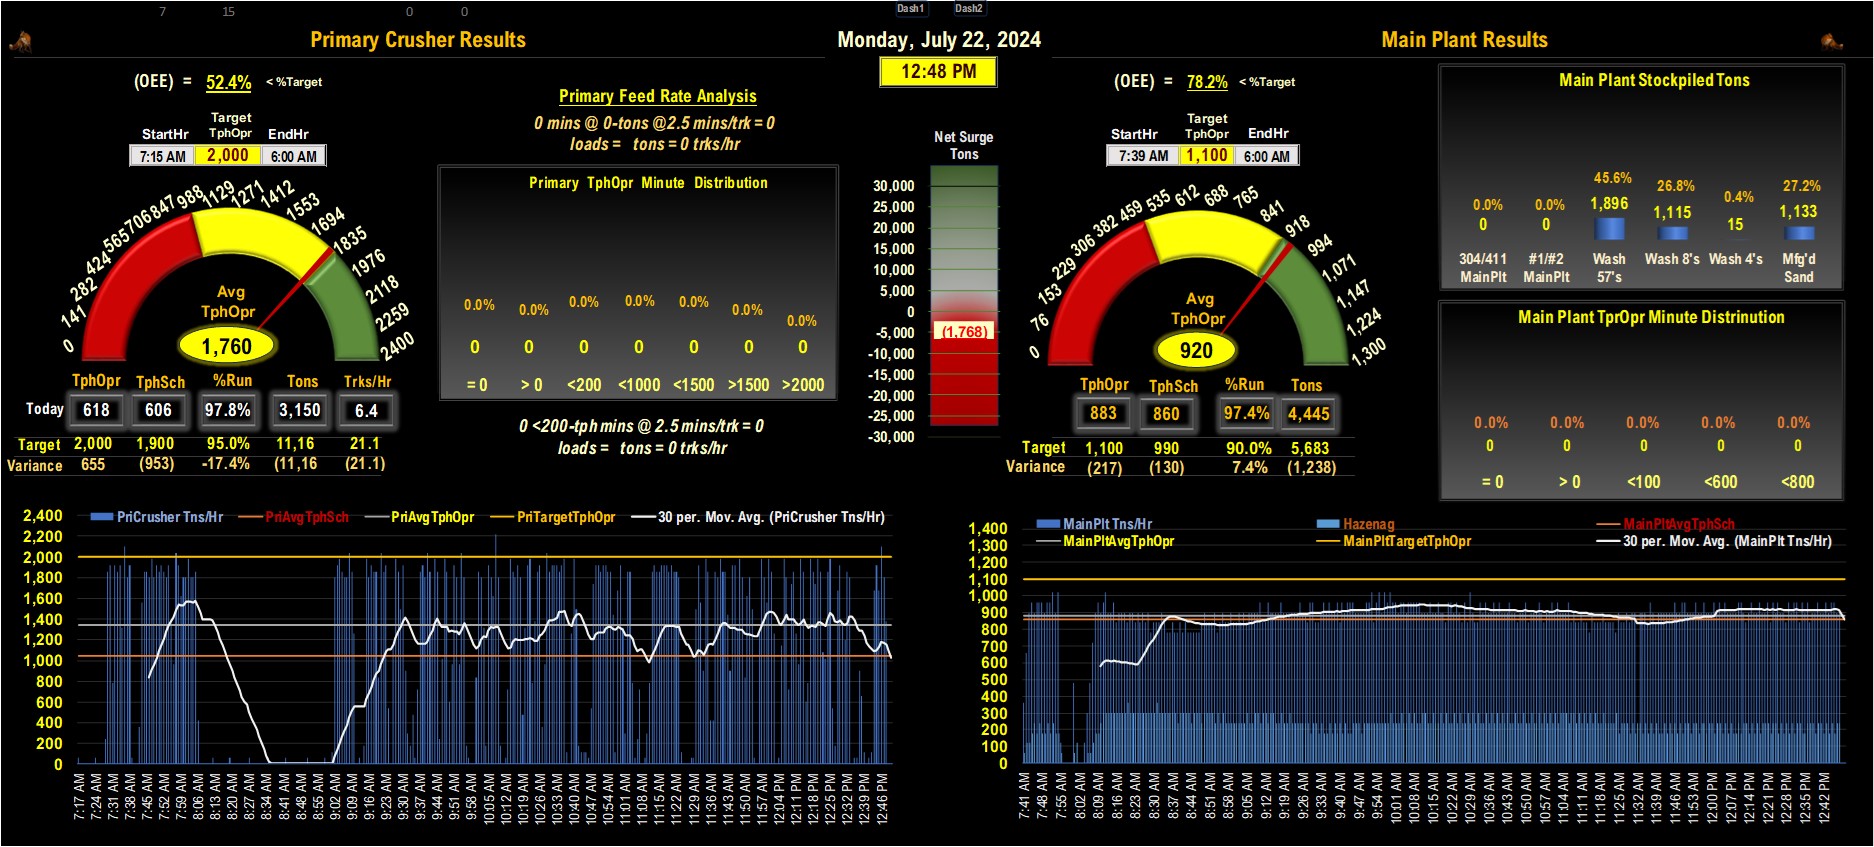 7 15 0 0 Dash1 Dash2
Primary Crusher Results
Monday, July 22, 2024
Main Plant Results
12:48 PM
(OEE) = 52.4% < %Target
Target
StartHr TphOpr EndHr
7:15 AM 2,000 6:00 AM
0 141 282 424 565 706 847 988 1129 1271 1412 1553 1694 1835 1976 2118 2259 2400
Avg
TphOpr
1,760
TphOpr TphSch %Run Tons Trks/Hr
Today 618 606 97.8% 3,150 6.4
Target 2,000 1,900 95.0% 11,16 21.1
Variance 655 (953) -17.4% (11,16 (21.1)
Primary Feed Rate Analysis
0 mins @ 0-tons @2.5 mins/trk = 0
loads = tons = 0 trks/hr
Primary TphOpr Minute Distribution
0.0% 0.0% 0.0% 0.0% 0.0% 0.0% 0.0%
0 0 0 0 0 0 0
= 0 > 0 <200 <1000 <1500 >1500 >2000
0 <200-tph mins @ 2.5 mins/trk = 0
loads = tons = 0 trks/hr
Net Surge
Tons
30,000
25,000
20,000
15,000
10,000
5,000
0
-5,000
(1,768)
-10,000
-15,000
-20,000
-25,000
-30,000
(OEE) = 78.2% < %Target
Target
StartHr TphOpr EndHr
7:39 AM 1,100 6:00 AM
0 76 153 229 306 382 459 535 612 688 765 841 918 994 1,071 1,147 1,224 1,300
Avg
TphOpr
920
TphOpr TphSch %Run Tons
883 860 97.4% 4,445
Target 1,100 990 90.0% 5,683
Variance (217) (130) 7.4% (1,238)
Main Plant Stockpiled Tons
0.0% 0.0% 45.6% 26.8% 0.4% 27.2%
0 0 1,896 1,115 15 1,133
304/411 #1/#2 Wash Wash 8's Wash 4's Mfg'd
MainPlt MainPlt 57's Sand
Main Plant TprOpr Minute Distrinution
0.0% 0.0% 0.0% 0.0% 0.0%
0 0 0 0 0
= 0 > 0 <100 <600 <800
PriCrusher Tns/Hr PriAvgTphSch PriAvgTphOpr PriTargetTphOpr 30 per. Mov. Avg. (PriCrusher Tns/Hr)
2,400
2,200
2,000
1,800
1,600
1,400
1,200
1,000
800
600
400
200
0
7:17 AM 7:24 AM 7:31 AM 7:38 AM 7:45 AM 7:52 AM 7:59 AM 8:06 AM 8:13 AM 8:20 AM 8:27 AM 8:34 AM 8:41 AM 8:48 AM 8:55 AM 9:02 AM 9:09 AM 9:16 AM 9:23 AM 9:30 AM 9:37 AM 9:44 AM 9:51 AM 9:58 AM 10:05 AM 10:12 AM 10:19 AM 10:26 AM 10:33 AM 10:40 AM 10:47 AM 10:54 AM 11:01 AM 11:08 AM 11:15 AM 11:22 AM 11:29 AM 11:36 AM 11:43 AM 11:50 AM 11:57 AM 12:04 PM 12:11 PM 12:18 PM 12:25 PM 12:32 PM 12:39 PM 12:46 PM
MainPlt Tns/Hr Hazenag MainPltAvgTphSch
MainPltAvgTphOpr MainPltTargetTphOpr 30 per. Mov. Avg. (MainPlt Tns/Hr)
1,400
1,300
1,200
1,100
1,000
900
800
700
600
500
400
300
200
100
0
7:41 AM 7:48 AM 7:55 AM 8:02 AM 8:09 AM 8:16 AM 8:23 AM 8:30 AM 8:37 AM 8:44 AM 8:51 AM 8:58 AM 9:05 AM 9:12 AM 9:19 AM 9:26 AM 9:33 AM 9:40 AM 9:47 AM 9:54 AM 10:01 AM 10:08 AM 10:15 AM 10:22 AM 10:29 AM 10:36 AM 10:43 AM 10:50 AM 10:57 AM 11:04 AM 11:11 AM 11:18 AM 11:25 AM 11:32 AM 11:39 AM 11:46 AM 11:53 AM 12:00 PM 12:07 PM 12:14 PM 12:21 PM 12:28 PM 12:35 PM 12:42 PM